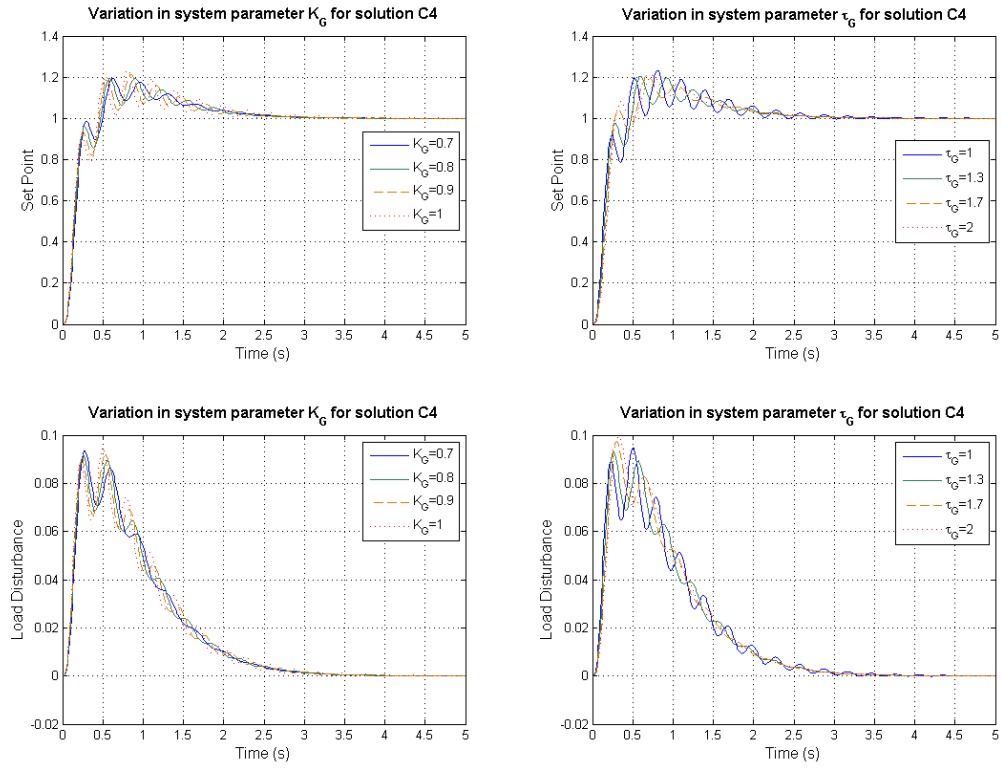 Variation in system parameter K_G for solution C4
1.4
1.2
1
0.8
0.6
0.4
0.2
0
Set Point
0 0.5 1 1.5 2 2.5 3 3.5 4 4.5 5
Time (s)
K_G=0.7
K_G=0.8
K_G=0.9
K_G=1
Variation in system parameter τ_G for solution C4
1.4
1.2
1
0.8
0.6
0.4
0.2
0
Set Point
0 0.5 1 1.5 2 2.5 3 3.5 4 4.5 5
Time (s)
τ_G=1
τ_G=1.3
τ_G=1.7
τ_G=2
Variation in system parameter K_G for solution C4
0.1
0.08
0.06
0.04
0.02
0
-0.02
Load Disturbance
0 0.5 1 1.5 2 2.5 3 3.5 4 4.5 5
Time (s)
K_G=0.7
K_G=0.8
K_G=0.9
K_G=1
Variation in system parameter τ_G for solution C4
0.1
0.08
0.06
0.04
0.02
0
-0.02
Load Disturbance
0 0.5 1 1.5 2 2.5 3 3.5 4 4.5 5
Time (s)
τ_G=1
τ_G=1.3
τ_G=1.7
τ_G=2